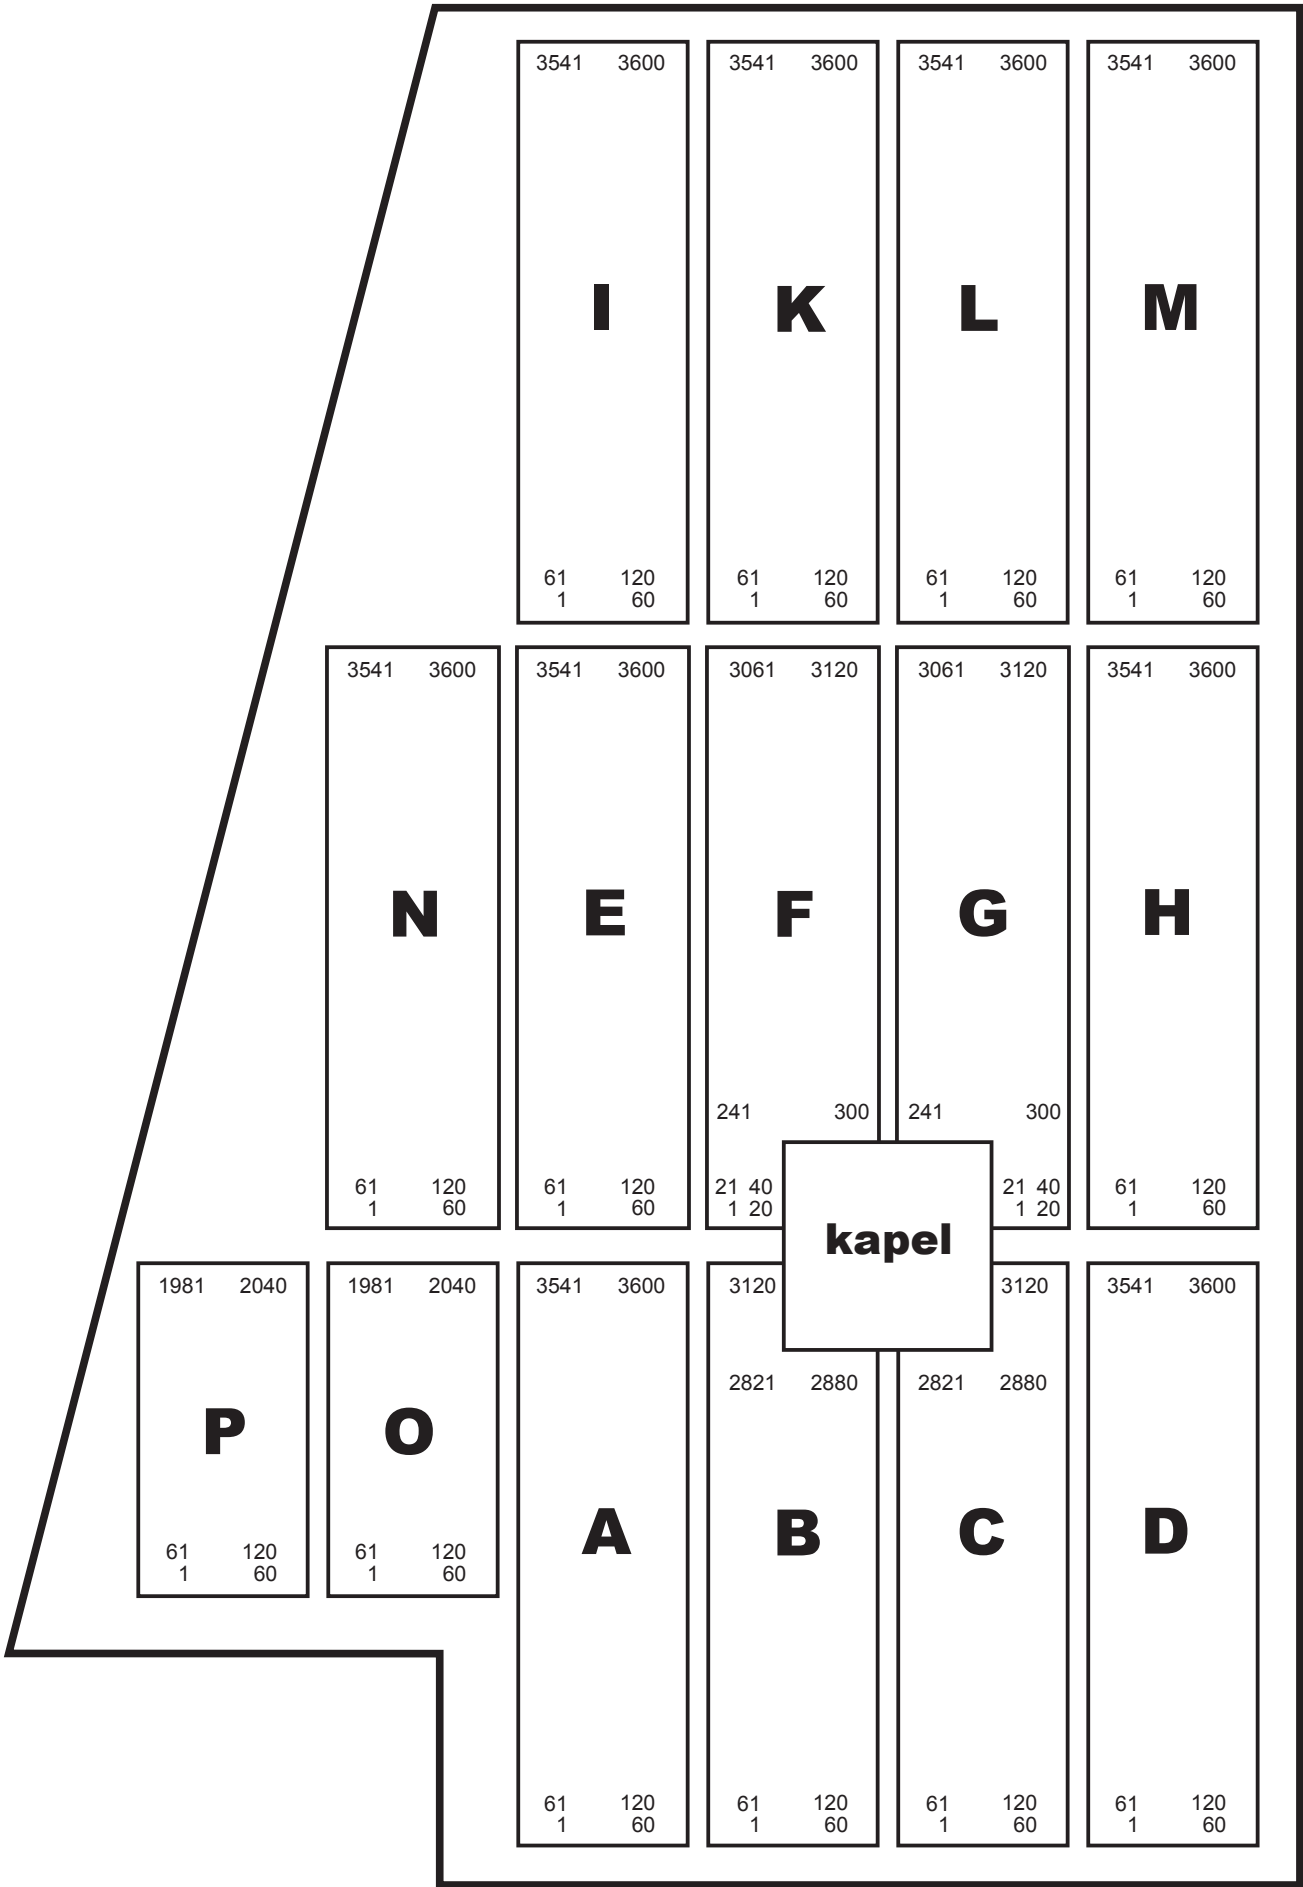 3541 3600 3541 3600 3541 3600 3541 3600
I K L M
61 120 61 120 61 120 61 120
1 60 1 60 1 60 1 60
3541 3600 3541 3600 3061 3120 3061 3120 3541 3600
N E F G H
241 300 241 300
61 120 61 120 21 40 21 40 61 120
1 60 1 60 1 20 1 20 1 60
kapel
1981 2040 1981 2040 3541 3600 3120 3120 3541 3600
2821 2880 2821 2880
P O
A B C D
61 120 61 120
1 60 1 60
61 120 61 120 61 120 61 120
1 60 1 60 1 60 1 60